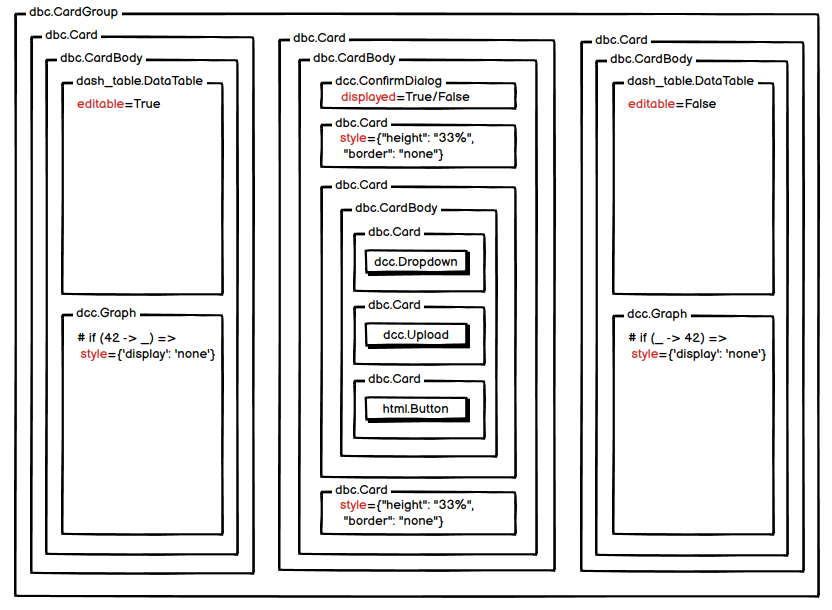 dbc.CardGroup
dbc.Card
dbc.CardBody
dash_table.DataTable
editable=True
dcc.Graph
# if (42 -> _) =>
style={'display': 'none'}
dbc.Card
dbc.CardBody
dcc.ConfirmDialog
displayed=True/False
dbc.Card
style={"height": "33%",
"border": "none"}
dbc.Card
dbc.CardBody
dbc.Card
dcc.Dropdown
dbc.Card
dcc.Upload
dbc.Card
html.Button
dbc.Card
style={"height": "33%",
"border": "none"}
dbc.Card
dbc.CardBody
dash_table.DataTable
editable=False
dcc.Graph
# if (_ -> 42) =>
style={'display': 'none'}